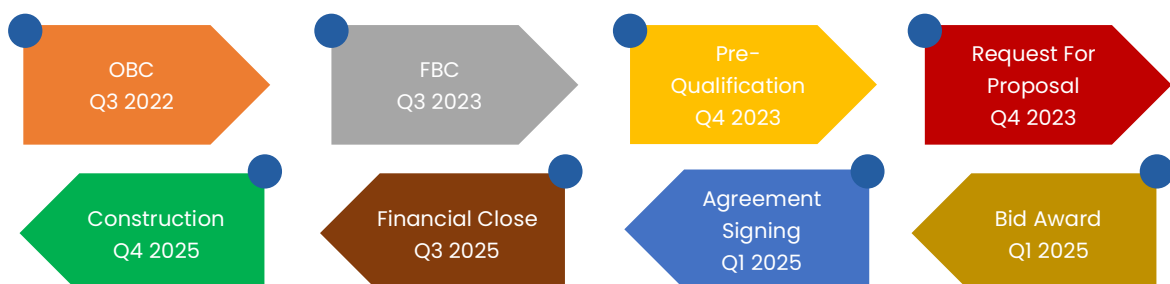 OBC
Q3 2022
FBC
Q3 2023
Pre-
Qualification
Q4 2023
Request For
Proposal
Q4 2023
Construction
Q4 2025
Financial Close
Q3 2025
Agreement
Signing
Q1 2025
Bid Award
Q1 2025